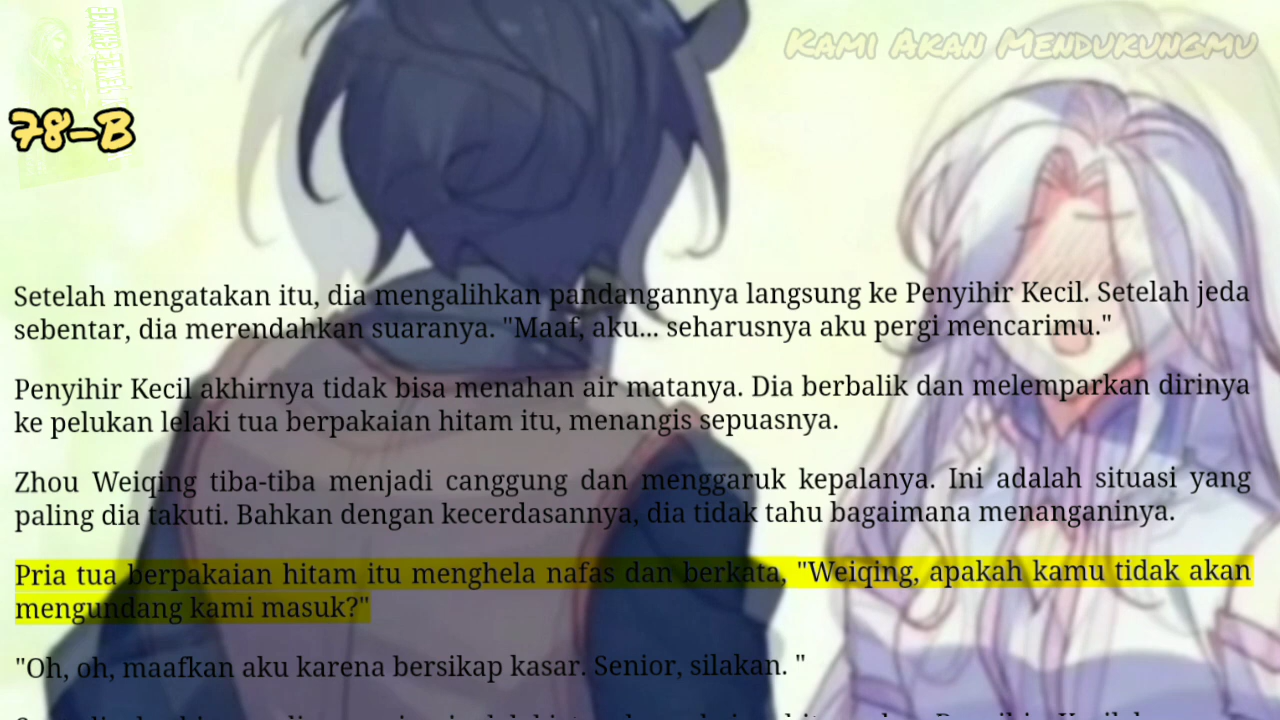 Kami Akan Mendukungmu
78-B
Setelah mengatakan itu, dia mengalihkan pandangannya langsung ke Penyihir Kecil. Setelah jeda
sebentar, dia merendahkan suaranya. "Maaf, aku... seharusnya aku pergi mencarimu."
Penyihir Kecil akhirnya tidak bisa menahan air matanya. Dia berbalik dan melemparkan dirinya
ke pelukan lelaki tua berpakaian hitam itu, menangis sepuasnya.
Zhou Weiqing tiba-tiba menjadi canggung dan menggaruk kepalanya. Ini adalah situasi yang
paling dia takuti. Bahkan dengan kecerdasannya, dia tidak tahu bagaimana menanganinya.
Pria tua berpakaian hitam itu menghela nafas dan berkata, "Weiqing, apakah kamu tidak akan
mengundang kami masuk?"
"Oh, oh, maafkan aku karena bersikap kasar. Senior, silakan. "